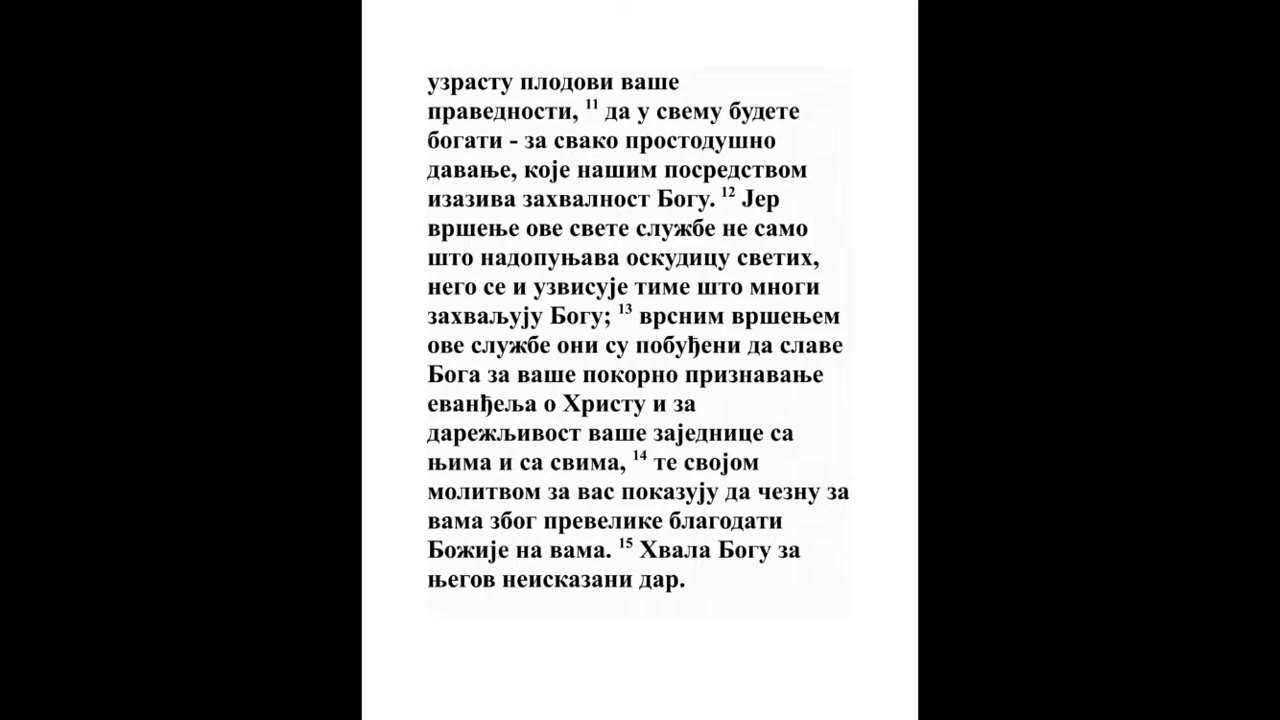 узрасту плодови ваше
праведности, 11 да у свему будете
богати - за свако простодушно
давање, које нашим посредством
изазива захвалност Богу. 12 Јер
вршење ове свете службе не само
што надопуњава оскудицу светих,
него се и узвисује тиме што многи
захваљују Богу; 13 врсним вршењем
ове службе они су побуђени да славе
Бога за ваше покорно признавање
еванђеља о Христу и за
дарежљивост ваше заједнице са
њима и са свима, 14 те својом
молитвом за вас показују да чезну за
вама због превелике благодати
Божије на вама. 15 Хвала Богу за
његов неисказани дар.